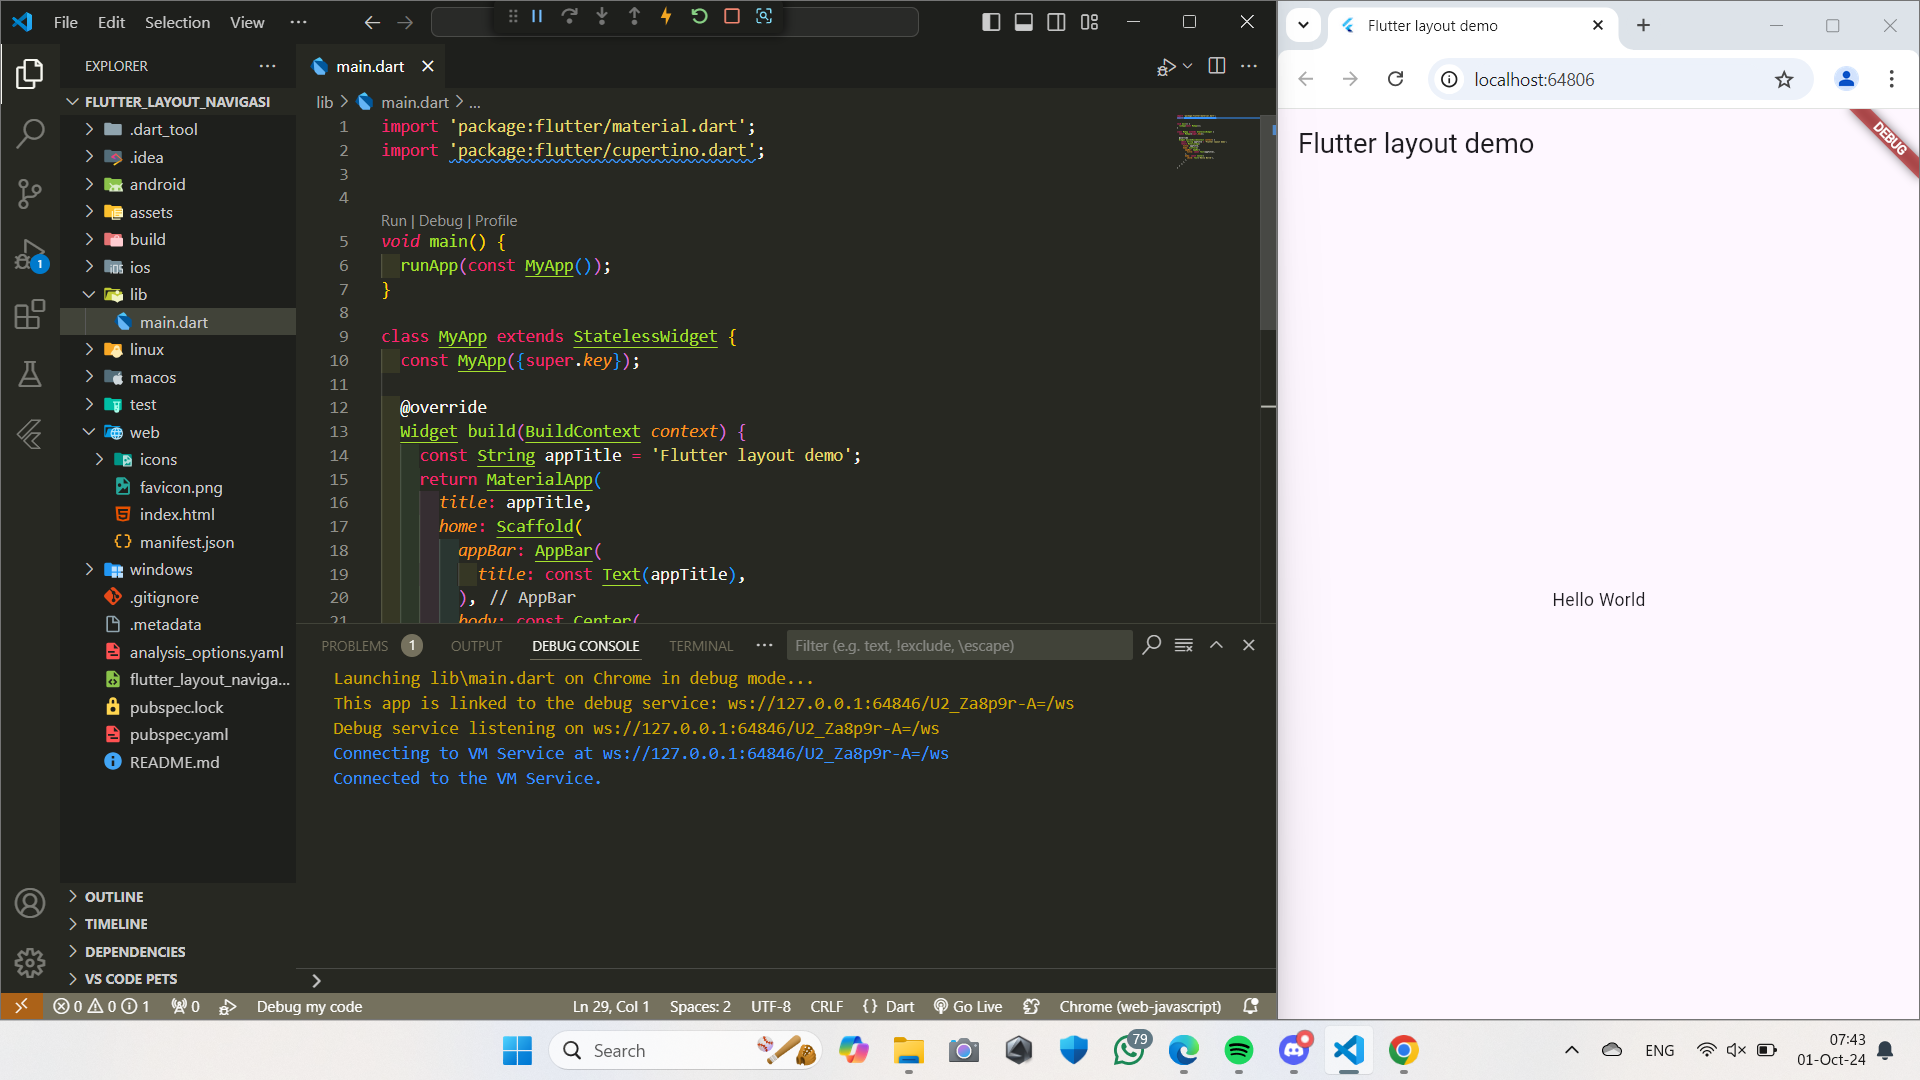 File Edit Selection View ...
EXPLORER
FLUTTER_LAYOUT_NAVIGASI
.dart_tool
.idea
android
assets
build
ios
lib
main.dart
linux
macos
test
web
icons
favicon.png
index.html
manifest.json
windows
.gitignore
.metadata
analysis_options.yaml
flutter_layout_naviga...
pubspec.lock
pubspec.yaml
README.md
OUTLINE
TIMELINE
DEPENDENCIES
VS CODE PETS
1
main.dart
lib > main.dart > ...
1 import 'package:flutter/material.dart';
2 import 'package:flutter/cupertino.dart';
3
4
Run | Debug | Profile
5 void main() {
6 runApp(const MyApp());
7 }
8
9 class MyApp extends StatelessWidget {
10 const MyApp({super.key});
11
12 @override
13 Widget build(BuildContext context) {
14 const String appTitle = 'Flutter layout demo';
15 return MaterialApp(
16 title: appTitle,
17 home: Scaffold(
18 appBar: AppBar(
19 title: const Text(appTitle),
20 ), // AppBar
21 body: const Center(
PROBLEMS 1 OUTPUT DEBUG CONSOLE TERMINAL ... Filter (e.g. text, !exclude, \escape)
Launching lib\main.dart on Chrome in debug mode...
This app is linked to the debug service: ws://127.0.0.1:64846/U2_Za8p9r-A=/ws
Debug service listening on ws://127.0.0.1:64846/U2_Za8p9r-A=/ws
Connecting to VM Service at ws://127.0.0.1:64846/U2_Za8p9r-A=/ws
Connected to the VM Service.
0 0 1 0 Debug my code Ln 29, Col 1 Spaces: 2 UTF-8 CRLF {} Dart Go Live Chrome (web-javascript)
Flutter layout demo
localhost:64806
Flutter layout demo
DEBUG
Hello World
Search
79
ENG
07:43
01-Oct-24